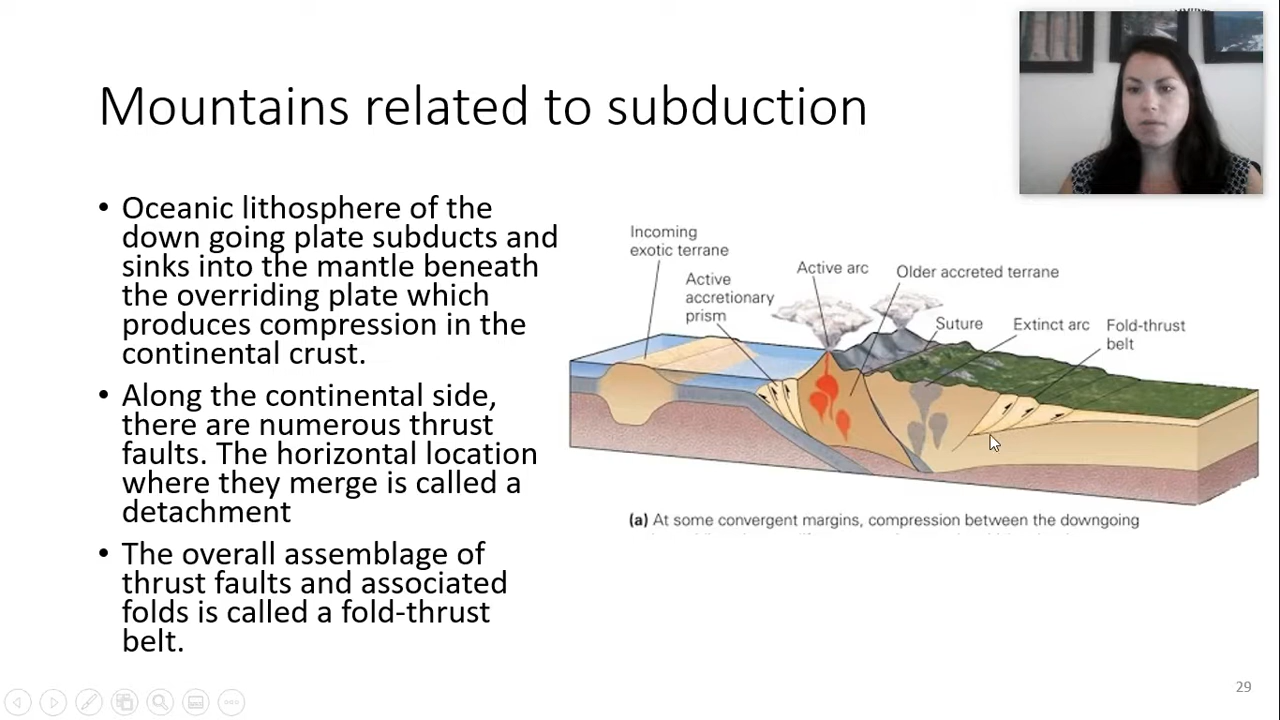 Mountains related to subduction
• Oceanic lithosphere of the
down going plate subducts and
sinks into the mantle beneath
the overriding plate which
produces compression in the
continental crust.
• Along the continental side,
there are numerous thrust
faults. The horizontal location
where they merge is called a
detachment
• The overall assemblage of
thrust faults and associated
folds is called a fold-thrust
belt.
Incoming
exotic terrane
Active
accretionary
prism
Active arc
Older accreted terrane
Suture
Extinct arc
Fold-thrust
belt
(a) At some convergent margins, compression between the downgoing
29